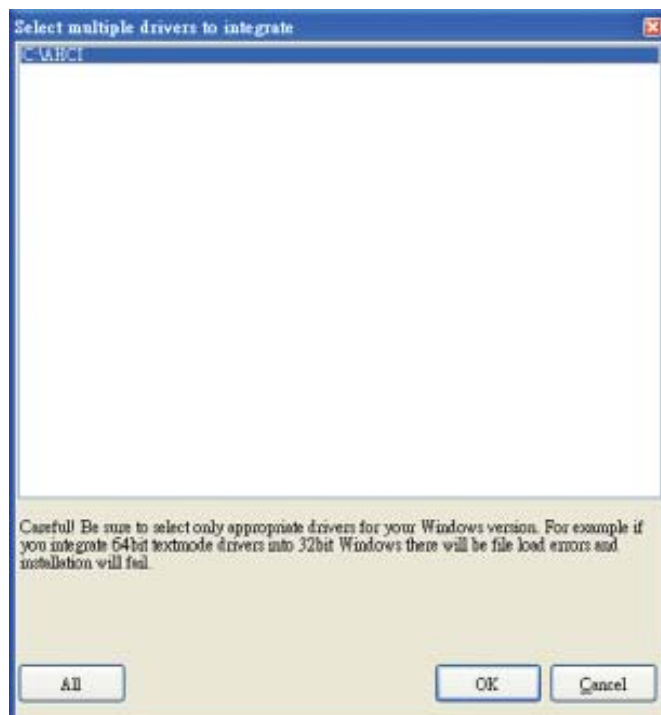 Select multiple drivers to integrate
C:\AHCI
Careful! Be sure to select only appropriate drivers for your Windows version. For example if
you integrate 64bit textmode drivers into 32bit Windows there will be file load errors and
installation will fail.
All
OK
Cancel